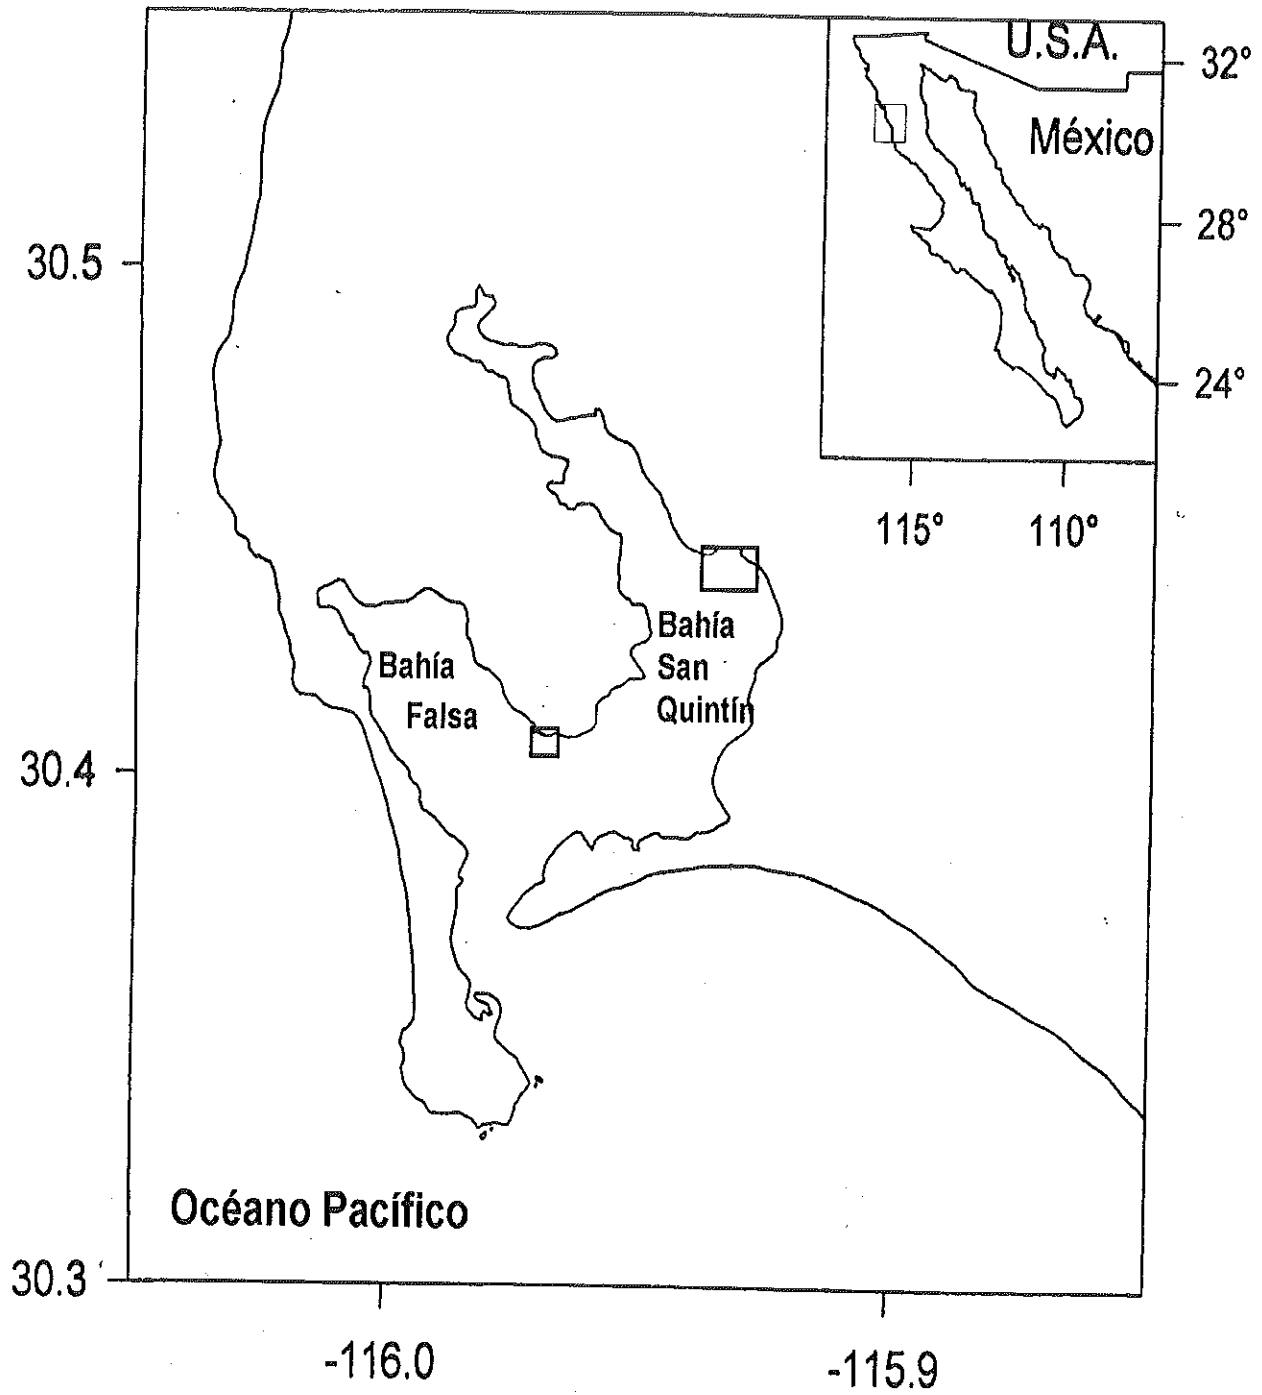 U.S.A.
32°
México
28°
24°
115°
110°
30.5
Bahía
San
Quintín
Bahía
Falsa
30.4
Océano Pacífico
30.3
-116.0
-115.9